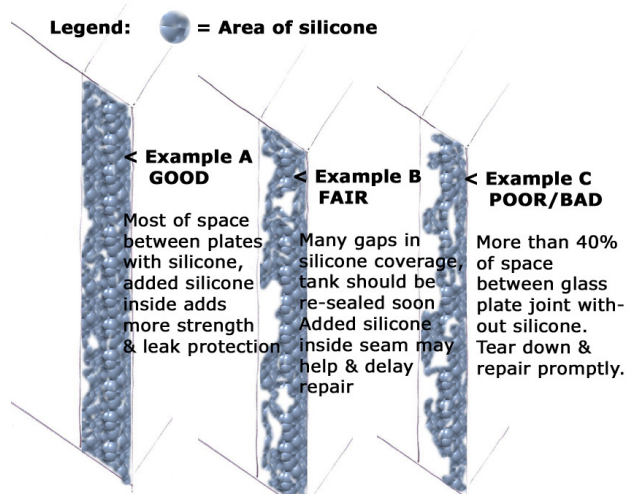 Legend: = Area of silicone
< Example A
GOOD
Most of space
between plates
with silicone,
added silicone
inside adds
more strength
& leak protection
< Example B
FAIR
Many gaps in
silicone coverage,
tank should be
re-sealed soon
Added silicone
inside seam may
help & delay
repair
< Example C
POOR/BAD
More than 40%
of space
between glass
plate joint with-
out silicone.
Tear down &
repair promptly.